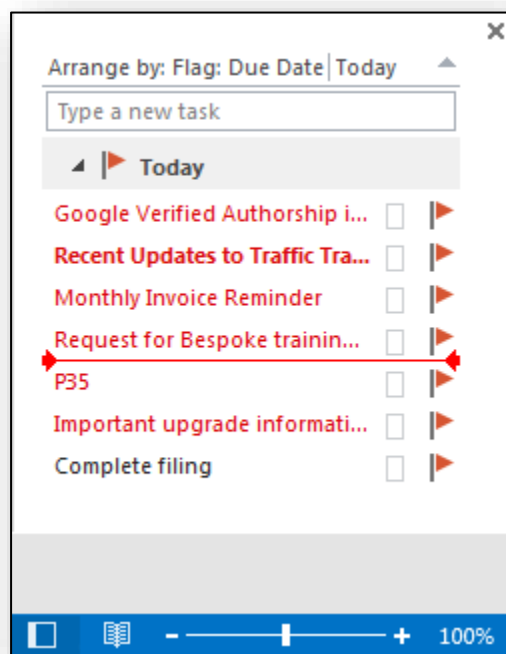 Arrange by: Flag: Due Date Today
Type a new task
Today
Google Verified Authorship i...
Recent Updates to Traffic Tra...
Monthly Invoice Reminder
Request for Bespoke trainin...
P35
Important upgrade informati...
Complete filing
100%